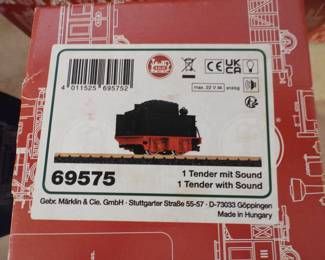 4 011525 695752
UK
CA
max. 22 V
analog
69575
1 Tender mit Sound
1 Tender with Sound
Gebr. Märklin & Cie. GmbH · Stuttgarter Straße 55-57 · D-73033 Göppingen
Made in Hungary